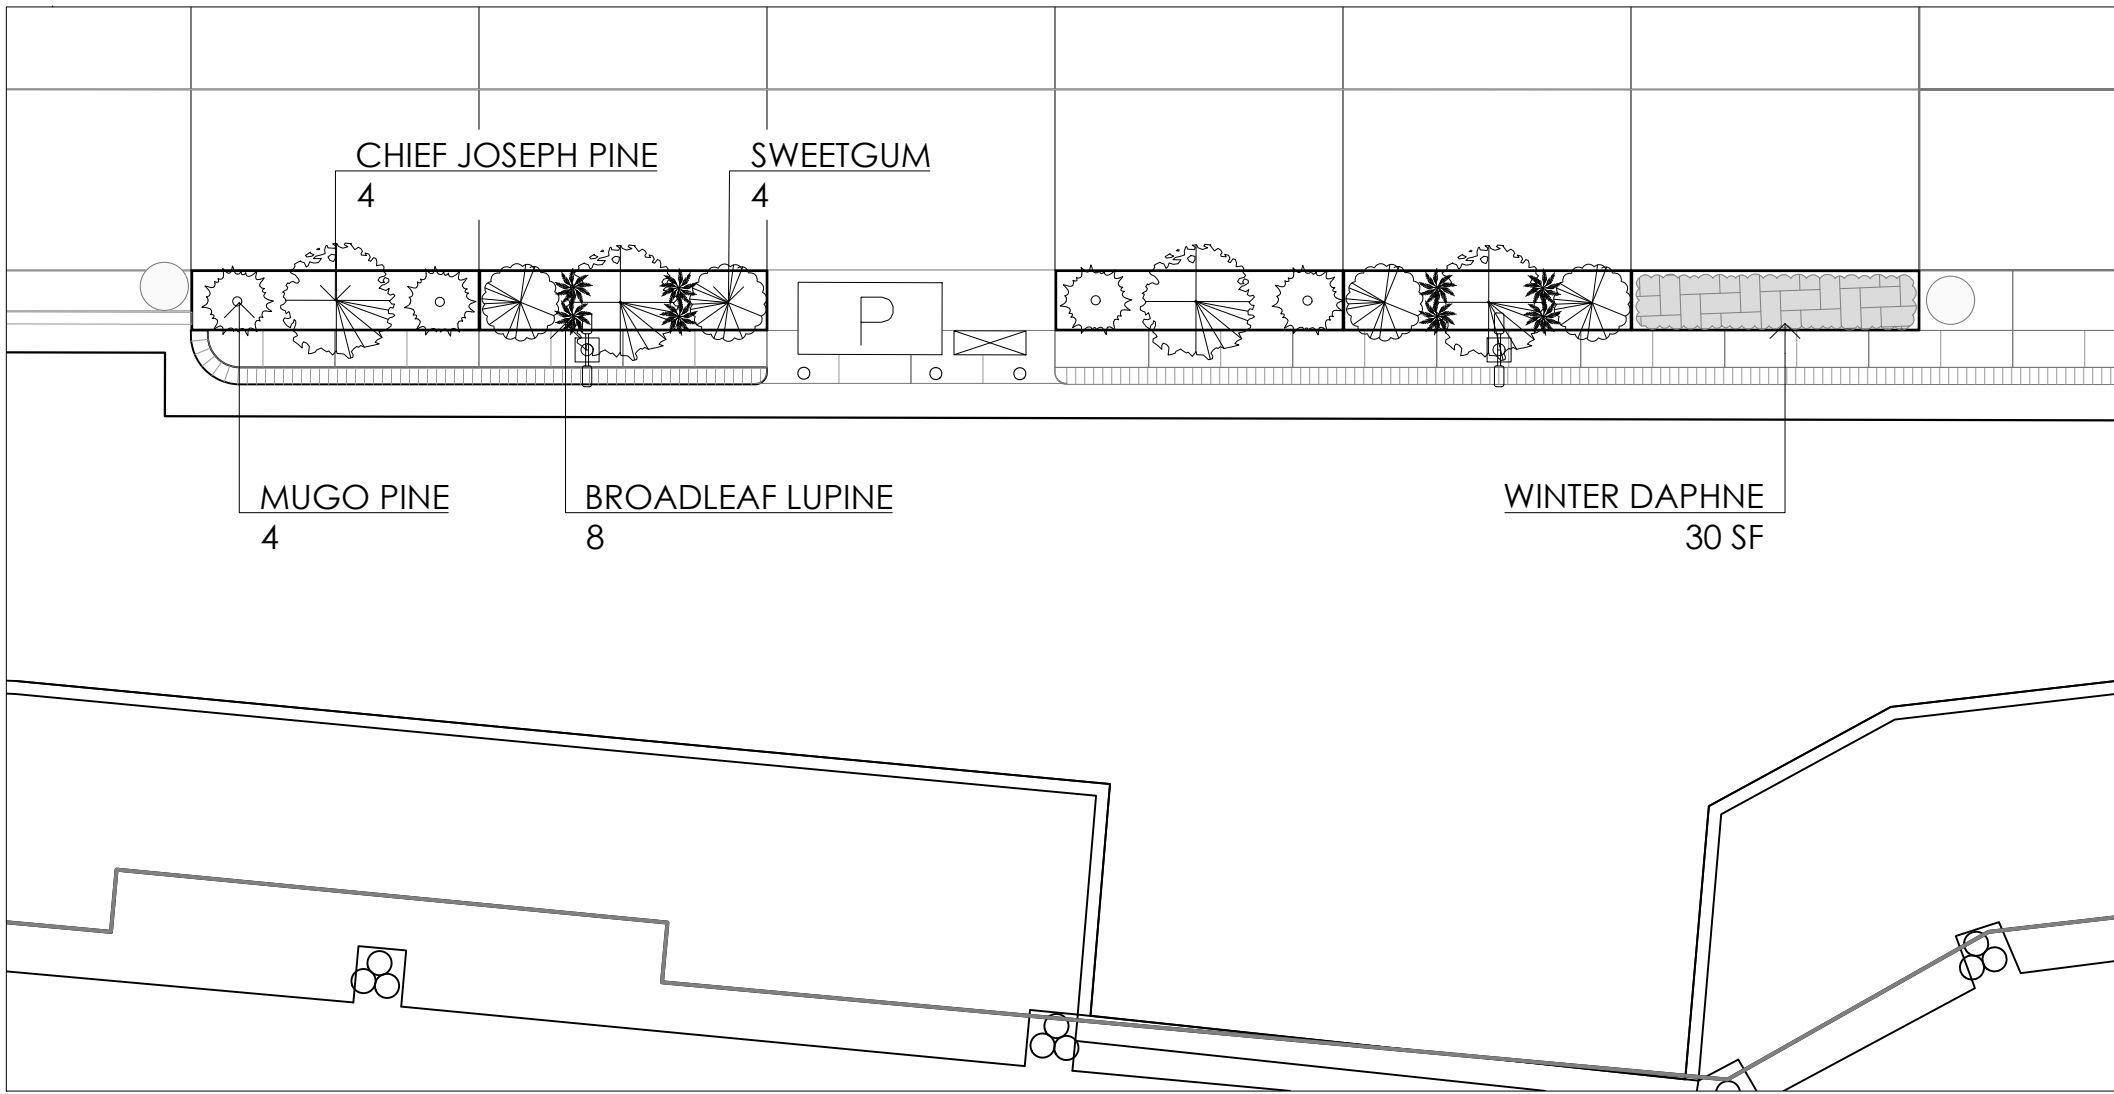 CHIEF JOSEPH PINE
4
SWEETGUM
4
P
MUGO PINE
4
BROADLEAF LUPINE
8
WINTER DAPHNE
30 SF